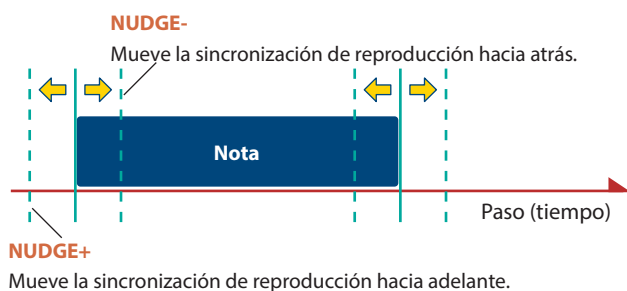 NUDGE-
Mueve la sincronización de reproducción hacia atrás.
Nota
Paso (tiempo)
NUDGE+
Mueve la sincronización de reproducción hacia adelante.